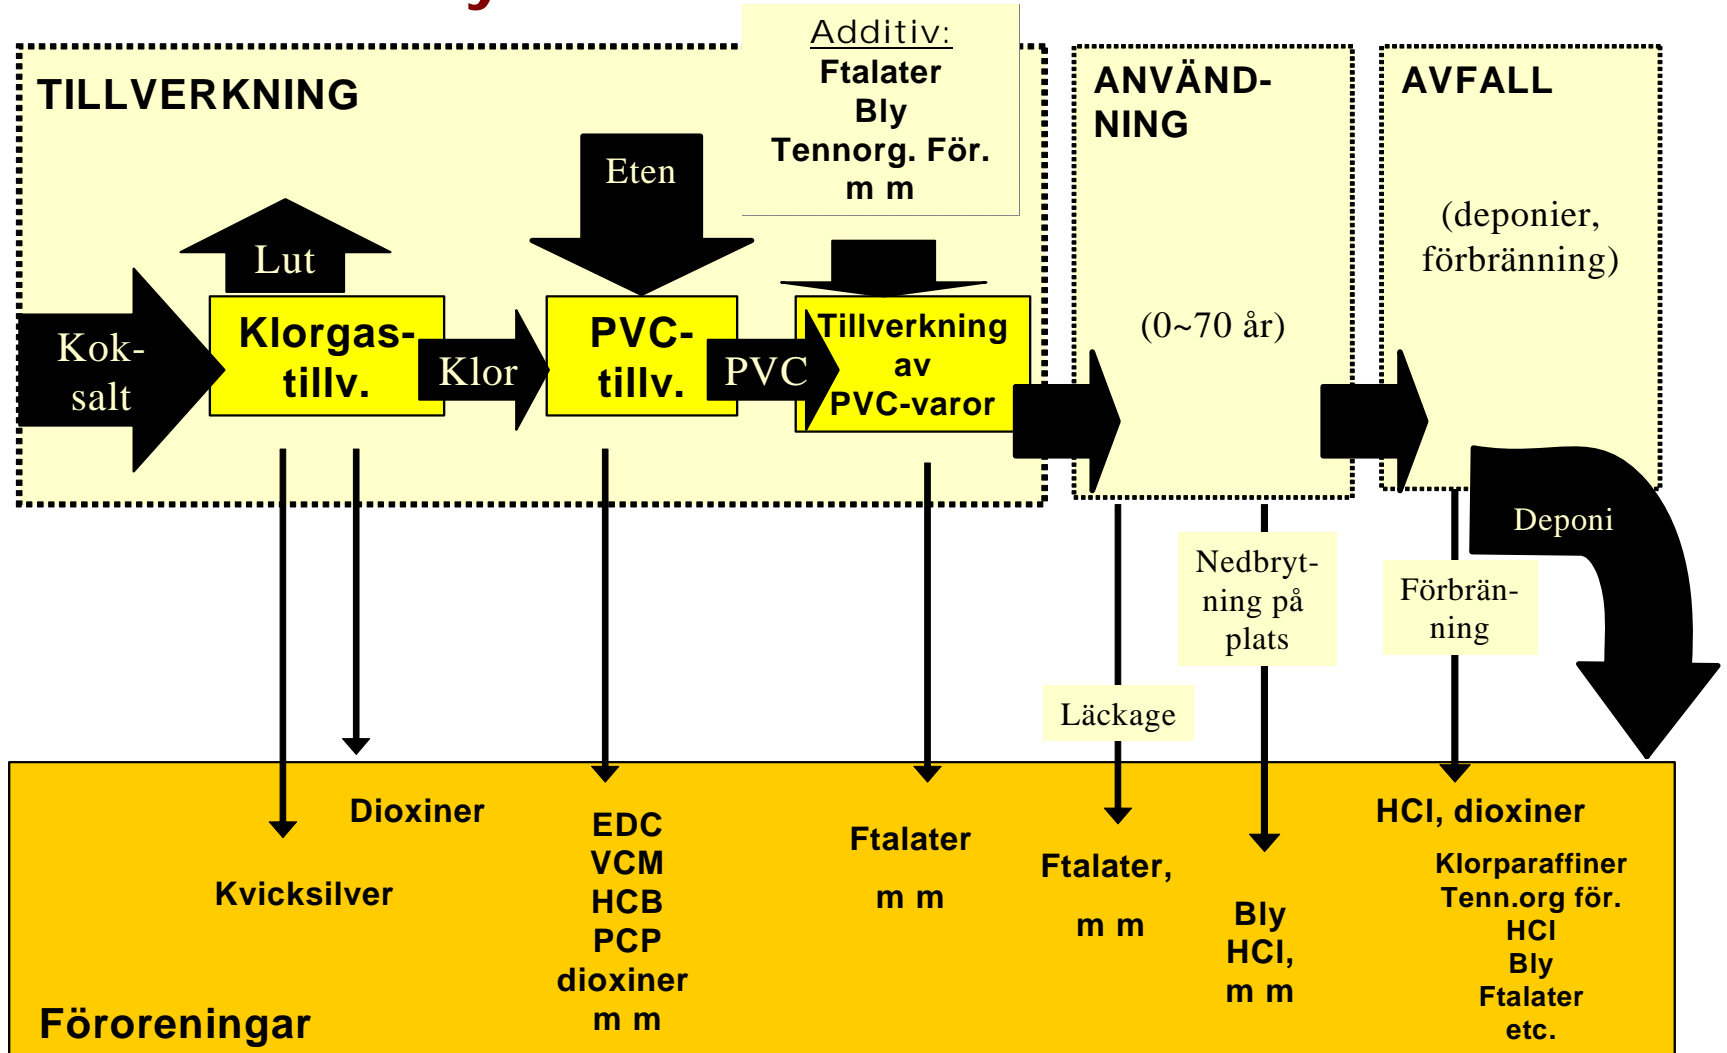 Additiv:
Ftalater
Bly
Tennorg. För.
m m
TILLVERKNING
ANVÄND-
NING
AVFALL
Eten
Lut
(deponier,
förbränning)
(0~70 år)
Kok-
salt
Klorgas-
tillv.
Klor
PVC-
tillv.
PVC
Tillverkning
av
PVC-varor
Deponi
Nedbryt-
ning på
plats
Förbrän-
ning
Läckage
Dioxiner
Kvicksilver
EDC
VCM
HCB
PCP
dioxiner
m m
Ftalater
m m
Ftalater,
m m
Bly
HCl,
m m
HCl, dioxiner
Klorparaffiner
Tenn.org för.
HCl
Bly
Ftalater
etc.
Föroreningar